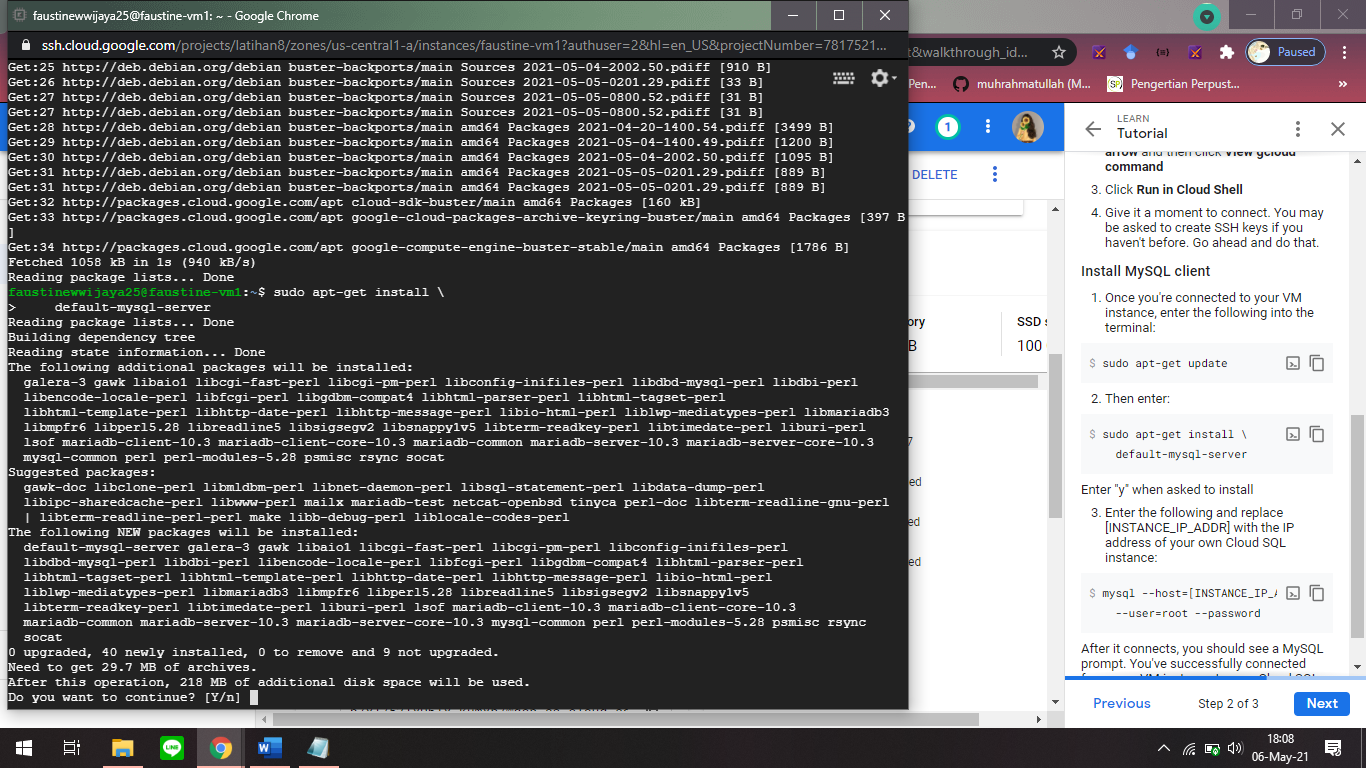 faustinewwijaya25@faustine-vm1: ~ - Google Chrome
ssh.cloud.google.com/projects/latihan8/zones/us-central1-a/instances/faustine-vm1?authuser=2&hl=en_US&projectNumber=7817521...
Get:25 http://deb.debian.org/debian buster-backports/main Sources 2021-05-04-2002.50.pdiff [910 B]
Get:26 http://deb.debian.org/debian buster-backports/main Sources 2021-05-05-0201.29.pdiff [33 B]
Get:27 http://deb.debian.org/debian buster-backports/main Sources 2021-05-05-0800.52.pdiff [31 B]
Get:27 http://deb.debian.org/debian buster-backports/main Sources 2021-05-05-0800.52.pdiff [31 B]
Get:28 http://deb.debian.org/debian buster-backports/main amd64 Packages 2021-04-20-1400.54.pdiff [3499 B]
Get:29 http://deb.debian.org/debian buster-backports/main amd64 Packages 2021-05-04-1400.49.pdiff [1200 B]
Get:30 http://deb.debian.org/debian buster-backports/main amd64 Packages 2021-05-04-2002.50.pdiff [1095 B]
Get:31 http://deb.debian.org/debian buster-backports/main amd64 Packages 2021-05-05-0201.29.pdiff [889 B]
Get:31 http://deb.debian.org/debian buster-backports/main amd64 Packages 2021-05-05-0201.29.pdiff [889 B]
Get:32 http://packages.cloud.google.com/apt cloud-sdk-buster/main amd64 Packages [160 kB]
Get:33 http://packages.cloud.google.com/apt google-cloud-packages-archive-keyring-buster/main amd64 Packages [397 B
]
Get:34 http://packages.cloud.google.com/apt google-compute-engine-buster-stable/main amd64 Packages [1786 B]
Fetched 1058 kB in 1s (940 kB/s)
Reading package lists... Done
faustinewwijaya25@faustine-vm1:~$ sudo apt-get install \
> default-mysql-server
Reading package lists... Done
Building dependency tree
Reading state information... Done
The following additional packages will be installed:
galera-3 gawk libaio1 libcgi-fast-perl libcgi-pm-perl libconfig-inifiles-perl libdbd-mysql-perl libdbi-perl
libencode-locale-perl libfcgi-perl libgdbm-compat4 libhtml-parser-perl libhtml-tagset-perl
libhtml-template-perl libhttp-date-perl libhttp-message-perl libio-html-perl liblwp-mediatypes-perl libmariadb3
libmpfr6 libperl5.28 libreadline5 libsigsegv2 libsnappy1v5 libterm-readkey-perl libtimedate-perl liburi-perl
lsof mariadb-client-10.3 mariadb-client-core-10.3 mariadb-common mariadb-server-10.3 mariadb-server-core-10.3
mysql-common perl perl-modules-5.28 psmisc rsync socat
Suggested packages:
gawk-doc libclone-perl libmldbm-perl libnet-daemon-perl libsql-statement-perl libdata-dump-perl
libipc-sharedcache-perl libwww-perl mailx mariadb-test netcat-openbsd tinyca perl-doc libterm-readline-gnu-perl
| libterm-readline-perl-perl make libb-debug-perl liblocale-codes-perl
The following NEW packages will be installed:
default-mysql-server galera-3 gawk libaio1 libcgi-fast-perl libcgi-pm-perl libconfig-inifiles-perl
libdbd-mysql-perl libdbi-perl libencode-locale-perl libfcgi-perl libgdbm-compat4 libhtml-parser-perl
libhtml-tagset-perl libhtml-template-perl libhttp-date-perl libhttp-message-perl libio-html-perl
liblwp-mediatypes-perl libmariadb3 libmpfr6 libperl5.28 libreadline5 libsigsegv2 libsnappy1v5
libterm-readkey-perl libtimedate-perl liburi-perl lsof mariadb-client-10.3 mariadb-client-core-10.3
mariadb-common mariadb-server-10.3 mariadb-server-core-10.3 mysql-common perl perl-modules-5.28 psmisc rsync
socat
0 upgraded, 40 newly installed, 0 to remove and 9 not upgraded.
Need to get 29.7 MB of archives.
After this operation, 218 MB of additional disk space will be used.
Do you want to continue? [Y/n]
t&walkthrough_id...
Paused
Pen...
muhrahmatullah (M...
Pengertian Perpust...
»
1
DELETE
ory
SSD s
B
100
7
ed
ed
ed
LEARN
Tutorial
arrow and then click View gcloud
command
3. Click Run in Cloud Shell
4. Give it a moment to connect. You may
be asked to create SSH keys if you
haven't before. Go ahead and do that.
Install MySQL client
1. Once you're connected to your VM
instance, enter the following into the
terminal:
$ sudo apt-get update
2. Then enter:
$ sudo apt-get install \
default-mysql-server
Enter "y" when asked to install
3. Enter the following and replace
[INSTANCE_IP_ADDR] with the IP
address of your own Cloud SQL
instance:
$ mysql --host=[INSTANCE_IP_A
--user=root --password
After it connects, you should see a MySQL
prompt. You've successfully connected
Previous
Step 2 of 3
Next
18:08
06-May-21